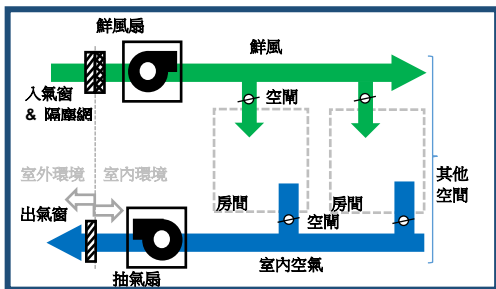 鮮風扇
鮮風
入氣窗
& 隔塵網
空閘
室外環境
室內環境
房間
房間
其他
空間
出氣窗
空閘
室內空氣
抽氣扇